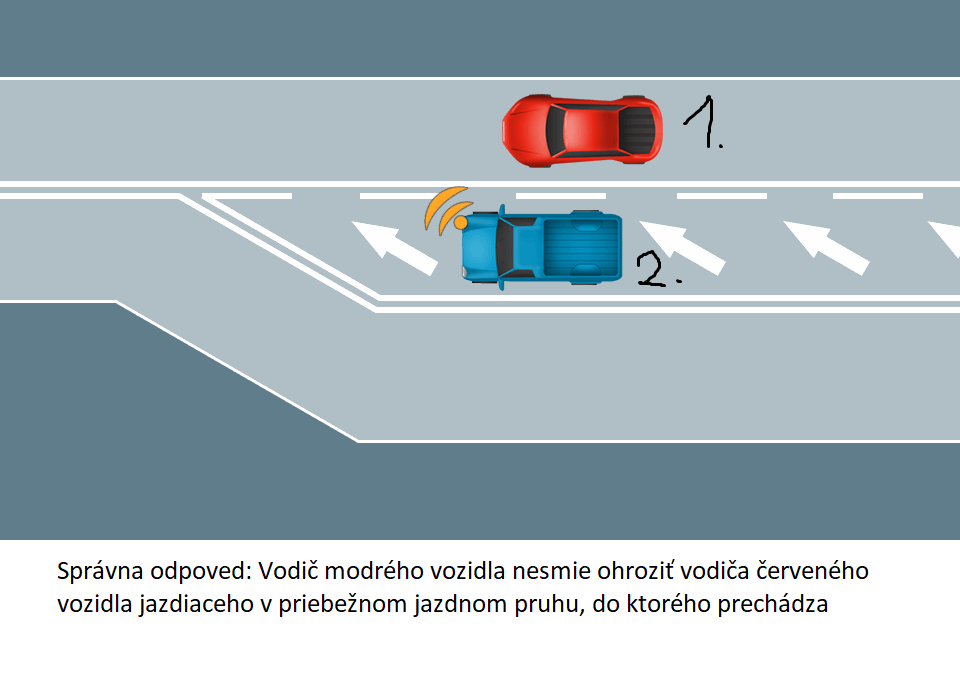 1.
2.
Správna odpoved: Vodič modrého vozidla nesmie ohroziť vodiča červeného
vozidla jazdiaceho v priebežnom jazdnom pruhu, do ktorého prechádza